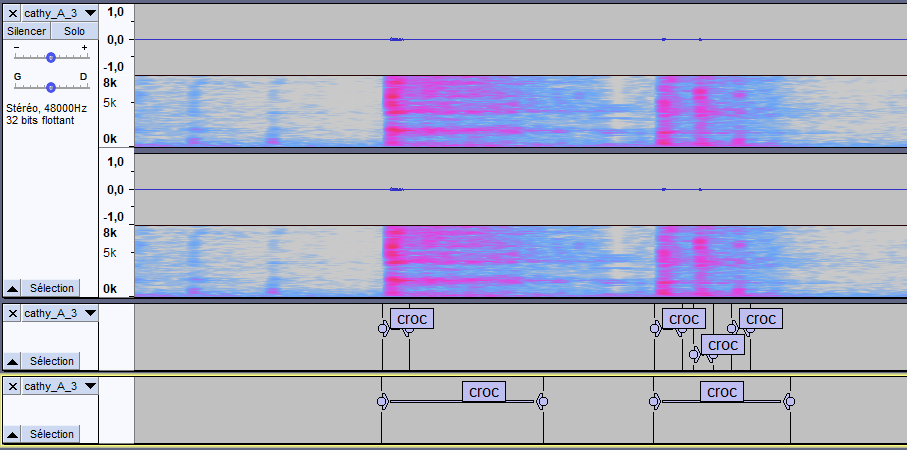 cathy_A_3
1,0
Silencer Solo
0,0
- +
-1,0
G D
8k
5k
Stéréo, 48000Hz
32 bits flottant
0k
1,0
0,0
-1,0
8k
5k
Sélection
0k
cathy_A_3
croc
croc
croc
croc
Sélection
cathy_A_3
croc
croc
Sélection